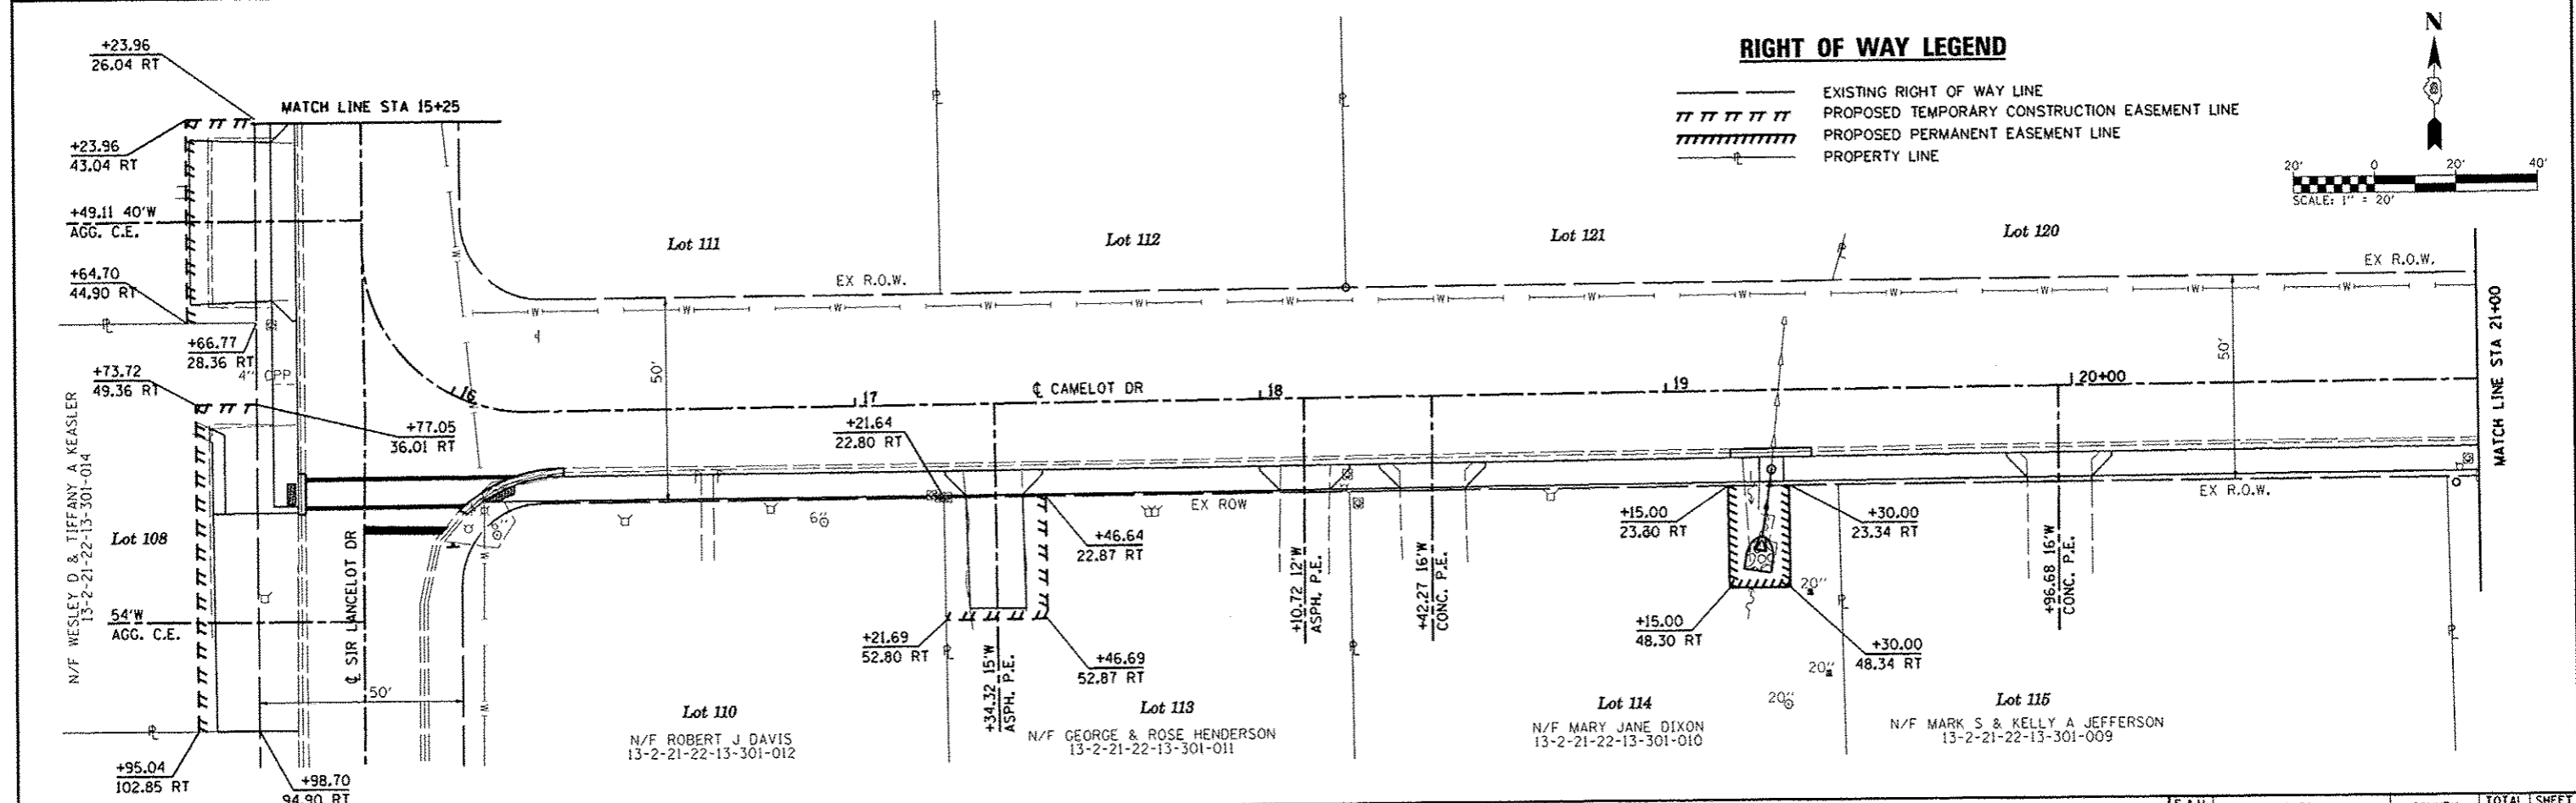 RIGHT OF WAY LEGEND
EXISTING RIGHT OF WAY LINE
PROPOSED TEMPORARY CONSTRUCTION EASEMENT LINE
PROPOSED PERMANENT EASEMENT LINE
PROPERTY LINE
N
20' 0 20' 40'
SCALE: 1" = 20'
+23.96
26.04 RT
MATCH LINE STA 15+25
+23.96
43.04 RT
+49.11 40'W
AGG. C.E.
+64.70
44.90 RT
+66.77
28.36 RT
4" CPP
+73.72
49.36 RT
+77.05
36.01 RT
N/F WESLEY D & TIFFANY A KEASLER
13-2-21-22-13-301-014
Lot 108
54'W
AGG. C.E.
℄ SIR LANCELOT DR
50'
+95.04
102.85 RT
+98.70
94.90 RT
Lot 111
Lot 112
Lot 121
Lot 120
EX R.O.W.
EX R.O.W.
50'
50'
16
17
℄ CAMELOT DR
18
19
20+00
MATCH LINE STA 21+00
+21.64
22.80 RT
6"
6"
EX ROW
EX R.O.W.
+46.64
22.87 RT
+21.69
52.80 RT
+46.69
52.87 RT
+34.32 15'W
ASPH. P.E.
+10.72 12'W
ASPH. P.E.
+42.27 16'W
CONC. P.E.
+15.00
+30.00
23.34 RT
+15.00
48.30 RT
+30.00
48.34 RT
20"
20"
20"
+96.68 16'W
CONC. P.E.
Lot 110
N/F ROBERT J DAVIS
13-2-21-22-13-301-012
Lot 113
N/F GEORGE & ROSE HENDERSON
13-2-21-22-13-301-011
Lot 114
N/F MARY JANE DIXON
13-2-21-22-13-301-010
Lot 115
N/F MARK S & KELLY A JEFFERSON
13-2-21-22-13-301-009
TOTAL SHEET